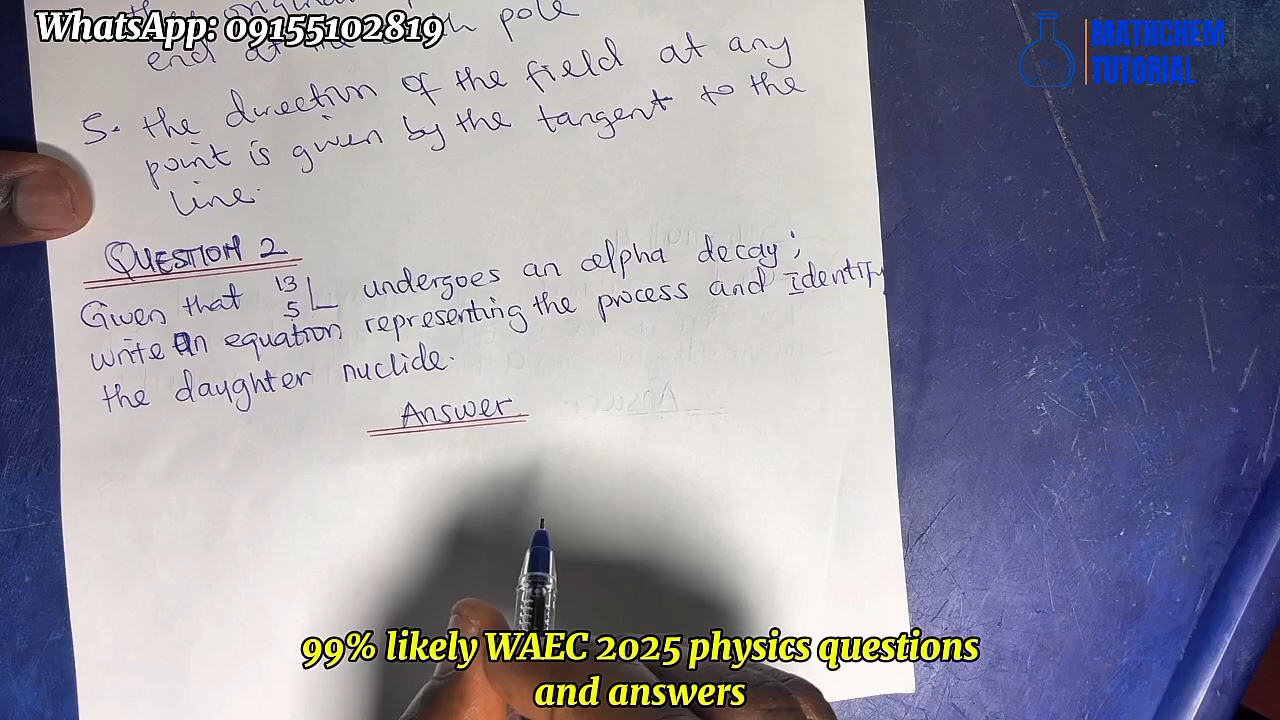 WhatsApp: 09155102819
MATHCHEM
TUTORIAL
end at the pole
5. the direction of the field at any
point is given by the tangent to the
line.
QUESTION 2
Given that 13 5 L undergoes an alpha decay;
write an equation representing the process and identify
the daughter nuclide.
Answer
99% likely WAEC 2025 physics questions
and answers